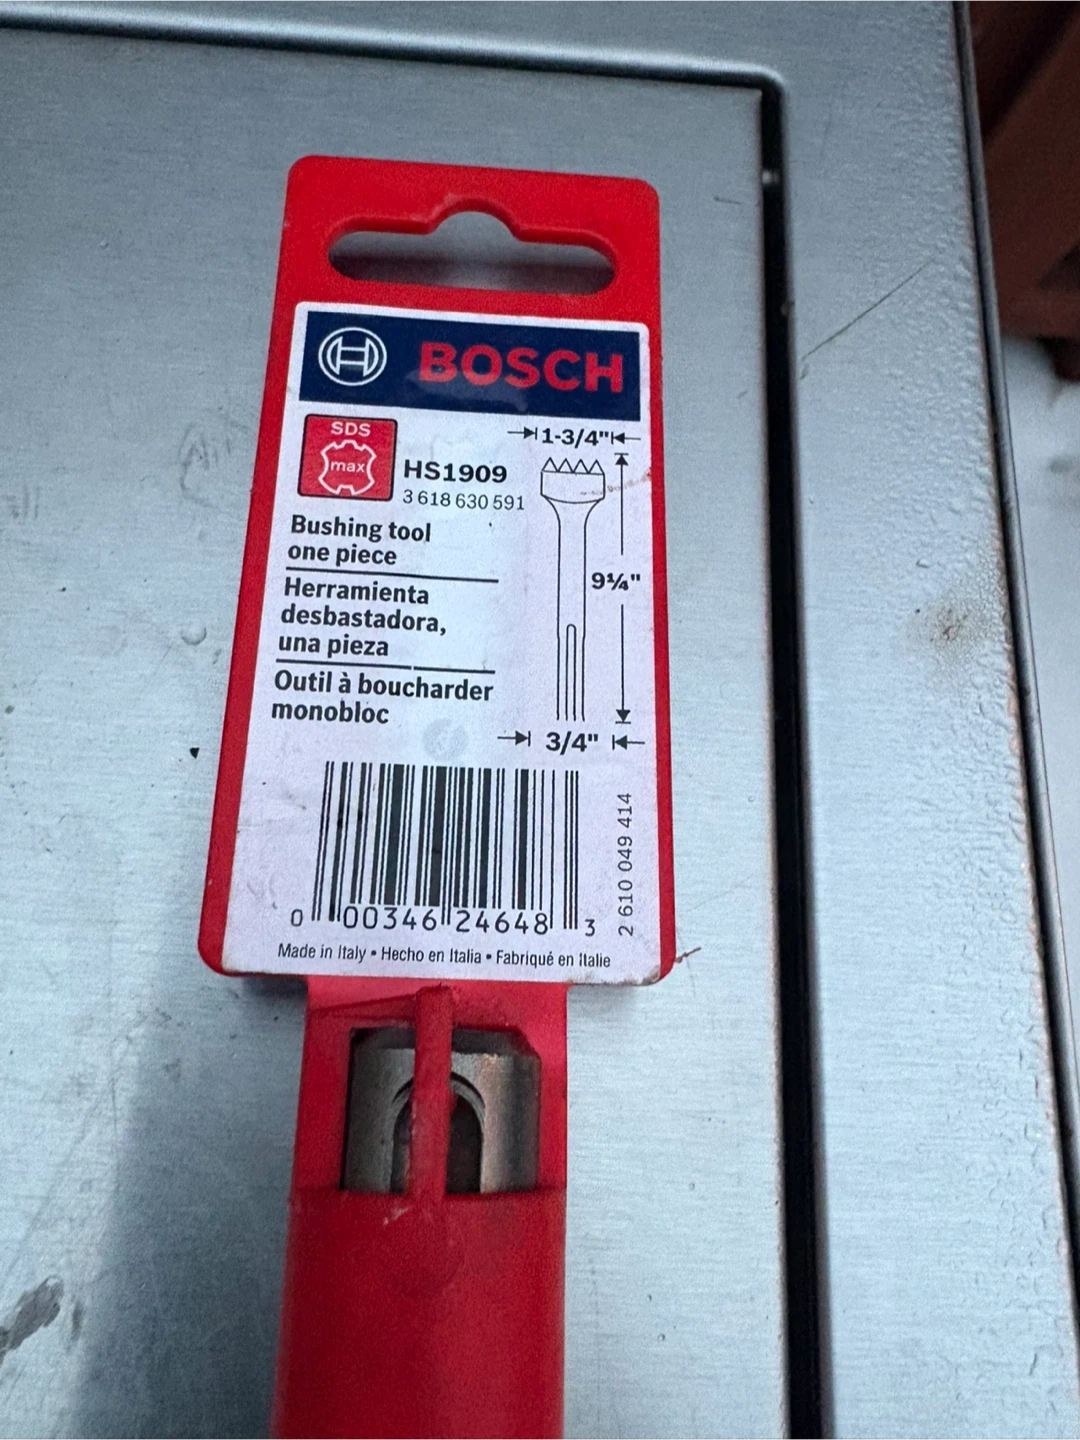 BOSCH
SDS
max
HS1909
3 618 630 591
1-3/4"
9¼"
3/4"
Bushing tool
one piece
Herramienta
desbastadora,
una pieza
Outil à boucharder
monobloc
0 00346 24648 3
2 610 049 414
Made in Italy • Hecho en Italia • Fabriqué en Italie